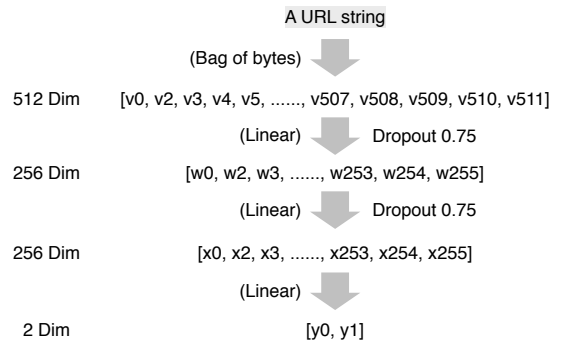 A URL string
(Bag of bytes)
512 Dim [v0, v2, v3, v4, v5, ......, v507, v508, v509, v510, v511]
(Linear) Dropout 0.75
256 Dim [w0, w2, w3, ......, w253, w254, w255]
(Linear) Dropout 0.75
256 Dim [x0, x2, x3, ......, x253, x254, x255]
(Linear)
2 Dim [y0, y1]